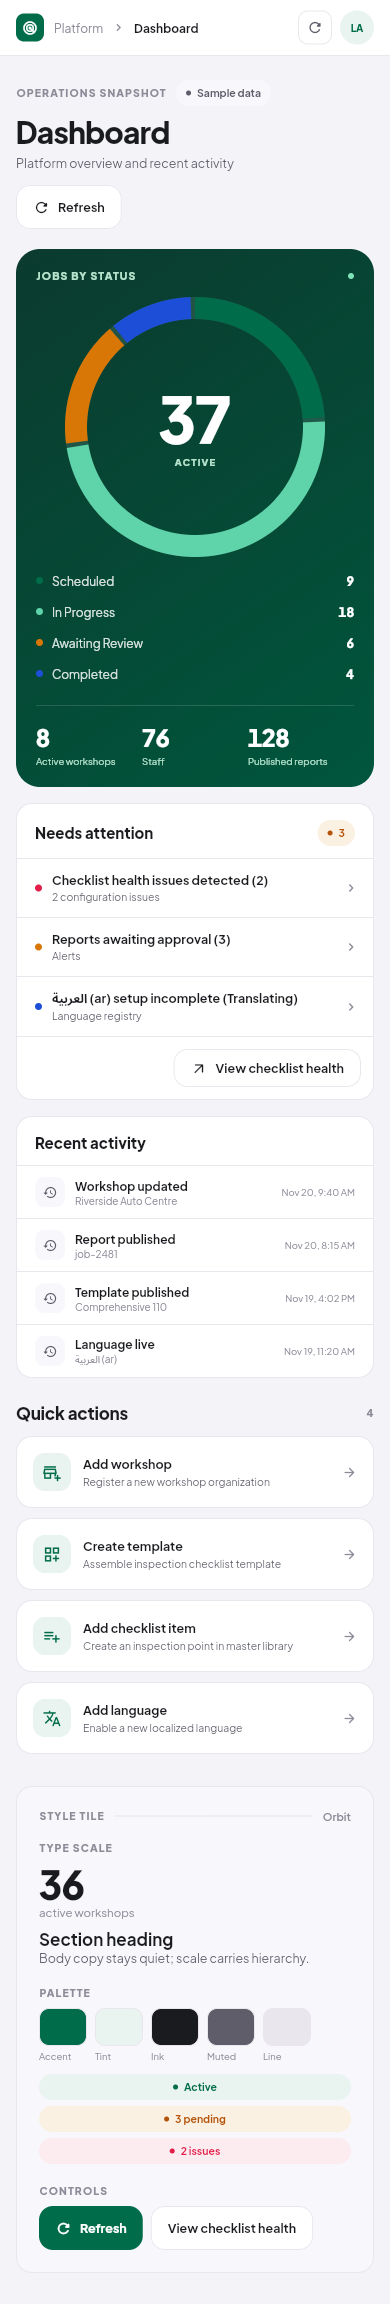 Platform > Dashboard
LA
OPERATIONS SNAPSHOT
Sample data
Dashboard
Platform overview and recent activity
Refresh
JOBS BY STATUS
37
ACTIVE
Scheduled 9
In Progress 18
Awaiting Review 6
Completed 4
8 76 128
Active workshops Staff Published reports
Needs attention 3
Checklist health issues detected (2)
2 configuration issues
Reports awaiting approval (3)
Alerts
العربية (ar) setup incomplete (Translating)
Language registry
View checklist health
Recent activity
Workshop updated
Riverside Auto Centre
Nov 20, 9:40 AM
Report published
job-2481
Nov 20, 8:15 AM
Template published
Comprehensive 110
Nov 19, 4:02 PM
Language live
العربية (ar)
Nov 19, 11:20 AM
Quick actions 4
Add workshop
Register a new workshop organization
Create template
Assemble inspection checklist template
Add checklist item
Create an inspection point in master library
Add language
Enable a new localized language
STYLE TILE Orbit
TYPE SCALE
36
active workshops
Section heading
Body copy stays quiet; scale carries hierarchy.
PALETTE
Accent Tint Ink Muted Line
Active
3 pending
2 issues
CONTROLS
Refresh View checklist health